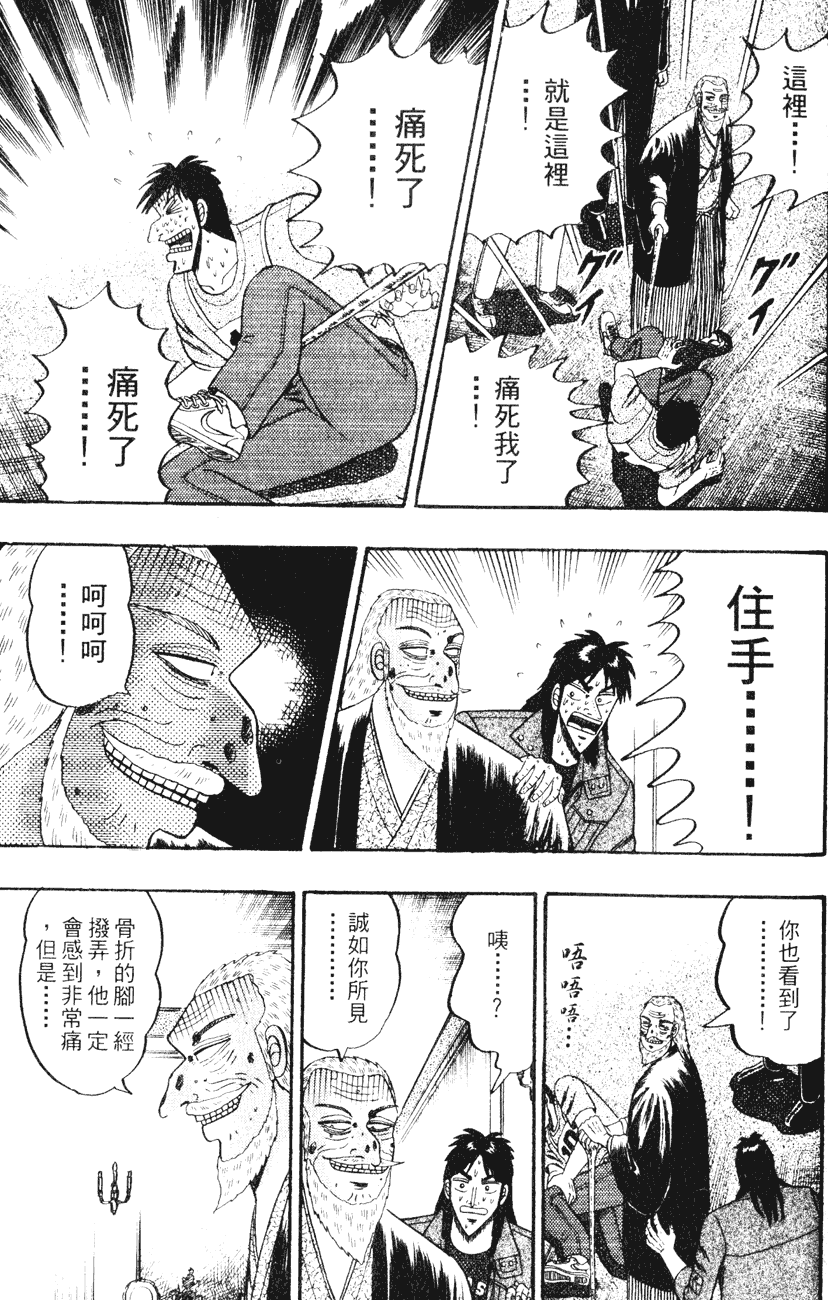 這裡
……！
就是這裡
……！
グイ
グイ
痛死我了
……！
痛死了
………！
痛死了
………！
住手………！
呵呵呵
………！
你也看到了
…………！
唔唔唔…
咦………？
誠如你所見
…………
骨折的腳一經
撥弄，他一定
會感到非常痛
，但是……